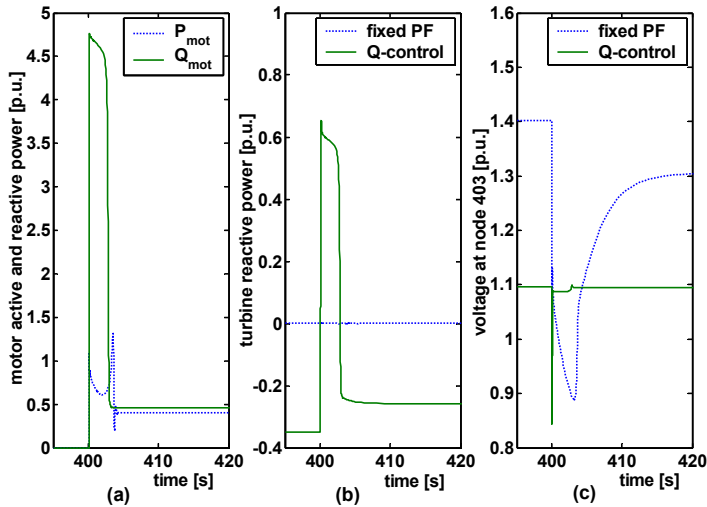 P_mot
Q_mot
motor active and reactive power [p.u.]
5
4.5
4
3.5
3
2.5
2
1.5
1
0.5
0
400 410 420
time [s]
(a)
fixed PF
Q-control
turbine reactive power [p.u.]
1
0.8
0.6
0.4
0.2
0
-0.2
-0.4
400 410 420
time [s]
(b)
fixed PF
Q-control
voltage at node 403 [p.u.]
1.6
1.5
1.4
1.3
1.2
1.1
1
0.9
0.8
400 410 420
time [s]
(c)